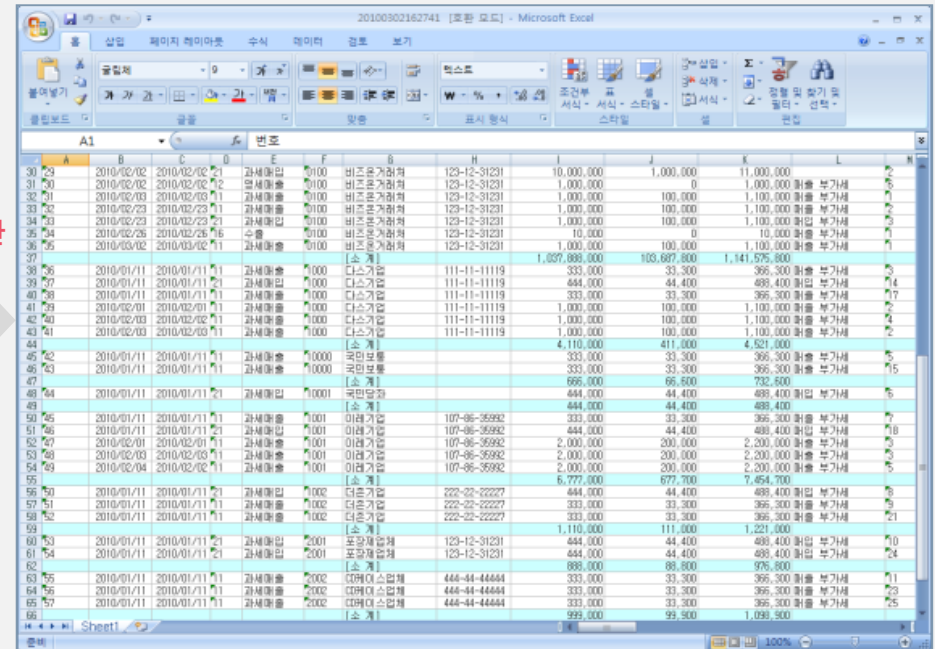 20100302162741 [호환 모드] - Microsoft Excel
홈 삽입 페이지 레이아웃 수식 데이터 검토 보기
굴림체 9 텍스트
붙여넣기 조건부 서식 표 서식 셀 스타일 삽입 삭제 서식 정렬 및 필터 찾기 및 선택
클립보드 글꼴 맞춤 표시 형식 스타일 셀 편집
A1 fx 번호
A B C D E F G H I J K L
30 29 2010/02/02 2010/02/02 21 과세매입 0100 비즈온거래처 123-12-31231 10,000,000 1,000,000 11,000,000 2
31 30 2010/02/02 2010/02/02 12 영세매출 0100 비즈온거래처 123-12-31231 1,000,000 0 1,000,000 매출 부가세
32 31 2010/02/03 2010/02/03 11 과세매출 0100 비즈온거래처 123-12-31231 1,000,000 100,000 1,100,000 매출 부가세 1
33 32 2010/02/23 2010/02/23 11 과세매출 0100 비즈온거래처 123-12-31231 1,000,000 100,000 1,100,000 매출 부가세 2
34 33 2010/02/23 2010/02/23 21 과세매입 0100 비즈온거래처 123-12-31231 1,000,000 100,000 1,100,000 매입 부가세 3
35 34 2010/02/26 2010/02/26 16 수출 0100 비즈온거래처 123-12-31231 10,000 0 10,000 매출 부가세 1
36 35 2010/03/02 2010/03/02 11 과세매출 0100 비즈온거래처 123-12-31231 1,000,000 100,000 1,100,000 매출 부가세 1
37 [소 계] 1,037,888,000 103,687,800 1,141,575,800
38 36 2010/01/11 2010/01/11 11 과세매출 1000 다스기업 111-11-11119 333,000 33,300 366,300 매출 부가세 3
39 37 2010/01/11 2010/01/11 21 과세매입 1000 다스기업 111-11-11119 444,000 44,400 488,400 매입 부가세 14
40 38 2010/01/11 2010/01/11 11 과세매출 1000 다스기업 111-11-11119 333,000 33,300 366,300 매출 부가세 17
41 39 2010/02/01 2010/02/01 11 과세매출 1000 다스기업 111-11-11119 1,000,000 100,000 1,100,000 매출 부가세 2
42 40 2010/02/03 2010/02/03 11 과세매출 1000 다스기업 111-11-11119 1,000,000 100,000 1,100,000 매출 부가세 4
43 41 2010/02/03 2010/02/03 11 과세매출 1000 다스기업 111-11-11119 1,000,000 100,000 1,100,000 매출 부가세 2
44 [소 계] 4,110,000 411,000 4,521,000
45 42 2010/01/11 2010/01/11 11 과세매출 10000 국민보통 333,000 33,300 366,300 매출 부가세
46 43 2010/01/11 2010/01/11 11 과세매출 10000 국민보통 333,000 33,300 366,300 매출 부가세 15
47 [소 계] 666,000 66,600 732,600
48 44 2010/01/11 2010/01/11 21 과세매입 10001 국민당좌 444,000 44,400 488,400 매입 부가세
49 [소 계] 444,000 44,400 488,400
50 45 2010/01/11 2010/01/11 11 과세매출 1001 이레기업 107-86-35992 333,000 33,300 366,300 매출 부가세 7
51 46 2010/01/11 2010/01/11 21 과세매입 1001 이레기업 107-86-35992 444,000 44,400 488,400 매입 부가세 18
52 47 2010/02/01 2010/02/01 11 과세매출 1001 이레기업 107-86-35992 2,000,000 200,000 2,200,000 매출 부가세 3
53 48 2010/02/03 2010/02/03 11 과세매출 1001 이레기업 107-86-35992 2,000,000 200,000 2,200,000 매출 부가세 3
54 49 2010/02/04 2010/02/02 11 과세매출 1001 이레기업 107-86-35992 2,000,000 200,000 2,200,000 매출 부가세
55 [소 계] 6,777,000 677,700 7,454,700
56 50 2010/01/11 2010/01/11 21 과세매입 1002 더존기업 222-22-22227 444,000 44,400 488,400 매입 부가세 8
57 51 2010/01/11 2010/01/11 11 과세매출 1002 더존기업 222-22-22227 333,000 33,300 366,300 매출 부가세 9
58 52 2010/01/11 2010/01/11 11 과세매출 1002 더존기업 222-22-22227 333,000 33,300 366,300 매출 부가세 21
59 [소 계] 1,110,000 111,000 1,221,000
60 53 2010/01/11 2010/01/11 21 과세매입 2001 포장재업체 123-12-31231 444,000 44,400 488,400 매입 부가세 10
61 54 2010/01/11 2010/01/11 21 과세매입 2001 포장재업체 123-12-31231 444,000 44,400 488,400 매입 부가세 24
62 [소 계] 888,000 88,800 976,800
63 55 2010/01/11 2010/01/11 11 과세매출 2002 CD케이스업체 444-44-44444 333,000 33,300 366,300 매출 부가세 11
64 56 2010/01/11 2010/01/11 11 과세매출 2002 CD케이스업체 444-44-44444 333,000 33,300 366,300 매출 부가세 23
65 57 2010/01/11 2010/01/11 11 과세매출 2002 CD케이스업체 444-44-44444 333,000 33,300 366,300 매출 부가세 25
66 [소 계] 999,000 99,900 1,098,900
Sheet1
준비 100%